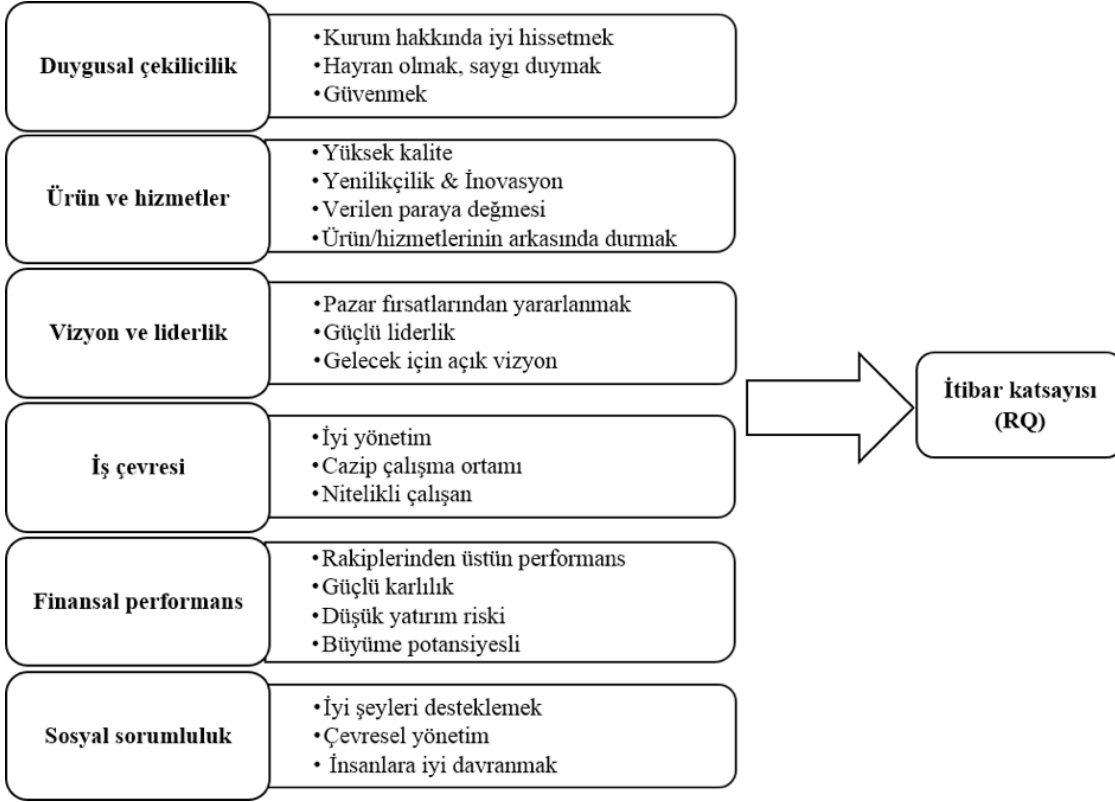 Duygusal çekilicilik
•Kurum hakkında iyi hissetmek
•Hayran olmak, saygı duymak
•Güvenmek
Ürün ve hizmetler
•Yüksek kalite
•Yenilikçilik & İnovasyon
•Verilen paraya değmesi
•Ürün/hizmetlerinin arkasında durmak
Vizyon ve liderlik
•Pazar fırsatlarından yararlanmak
•Güçlü liderlik
•Gelecek için açık vizyon
İş çevresi
•İyi yönetim
•Cazip çalışma ortamı
•Nitelikli çalışan
Finansal performans
•Rakiplerinden üstün performans
•Güçlü karlılık
•Düşük yatırım riski
•Büyüme potansiyesli
Sosyal sorumluluk
•İyi şeyleri desteklemek
•Çevresel yönetim
• İnsanlara iyi davranmak
İtibar katsayısı
(RQ)